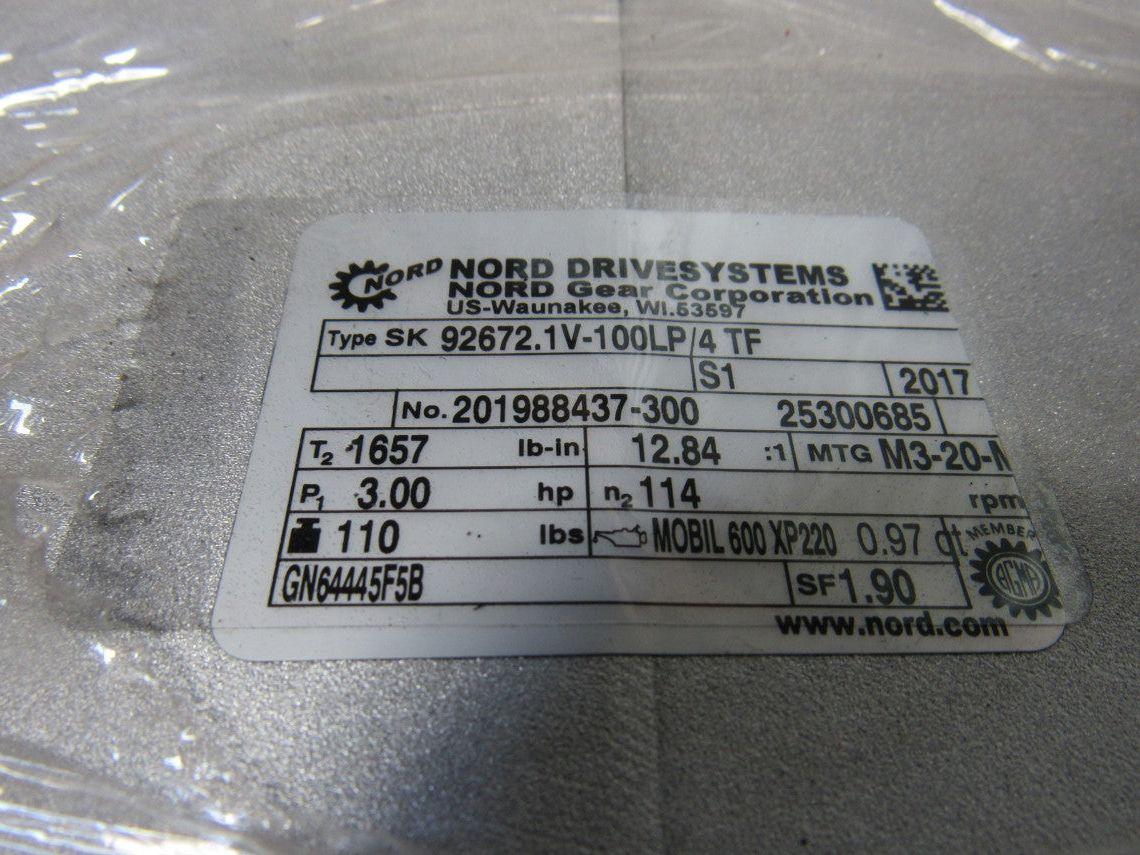 NORD NORD DRIVESYSTEMS
NORD Gear Corporation
US-Waunakee, WI.53597
Type SK 92672.1V-100LP/4 TF
S1 2017
No. 201988437-300 25300685
T2 1657 lb-in 12.84 :1 MTG M3-20-
P1 3.00 hp n2 114 rpm
110 lbs MOBIL 600 XP220 0.97 qt MEMBER
GN64445F5B SF 1.90 AGMA
www.nord.com